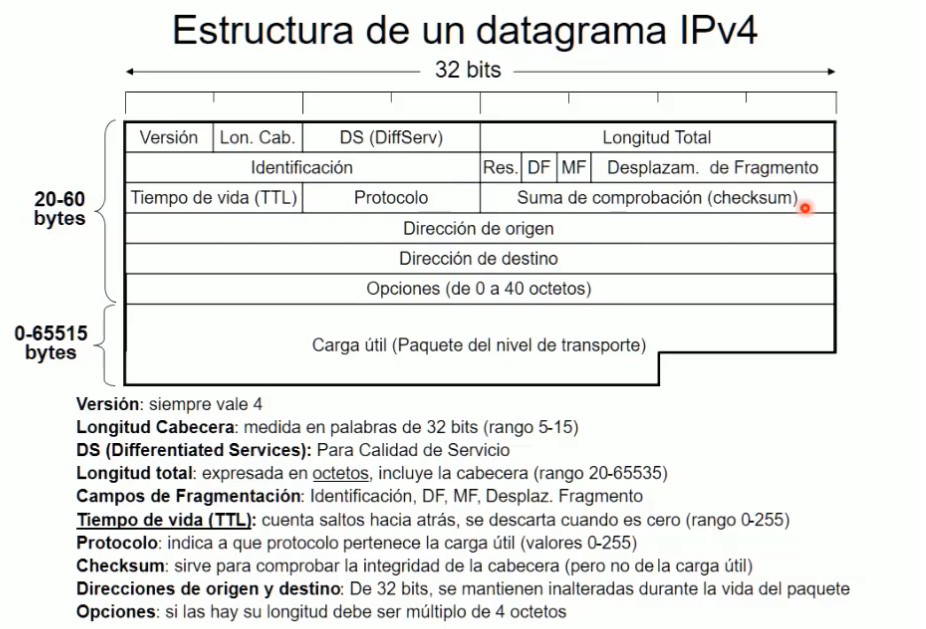 Estructura de un datagrama IPv4
32 bits
Versión Lon. Cab. DS (DiffServ) Longitud Total
Identificación Res. DF MF Desplazam. de Fragmento
Tiempo de vida (TTL) Protocolo Suma de comprobación (checksum)
20-60
bytes
Dirección de origen
Dirección de destino
Opciones (de 0 a 40 octetos)
0-65515
bytes
Carga útil (Paquete del nivel de transporte)
Versión: siempre vale 4
Longitud Cabecera: medida en palabras de 32 bits (rango 5-15)
DS (Differentiated Services): Para Calidad de Servicio
Longitud total: expresada en octetos, incluye la cabecera (rango 20-65535)
Campos de Fragmentación: Identificación, DF, MF, Desplaz. Fragmento
Tiempo de vida (TTL): cuenta saltos hacia atrás, se descarta cuando es cero (rango 0-255)
Protocolo: indica a que protocolo pertenece la carga útil (valores 0-255)
Checksum: sirve para comprobar la integridad de la cabecera (pero no de la carga útil)
Direcciones de origen y destino: De 32 bits, se mantienen inalteradas durante la vida del paquete
Opciones: si las hay su longitud debe ser múltiplo de 4 octetos